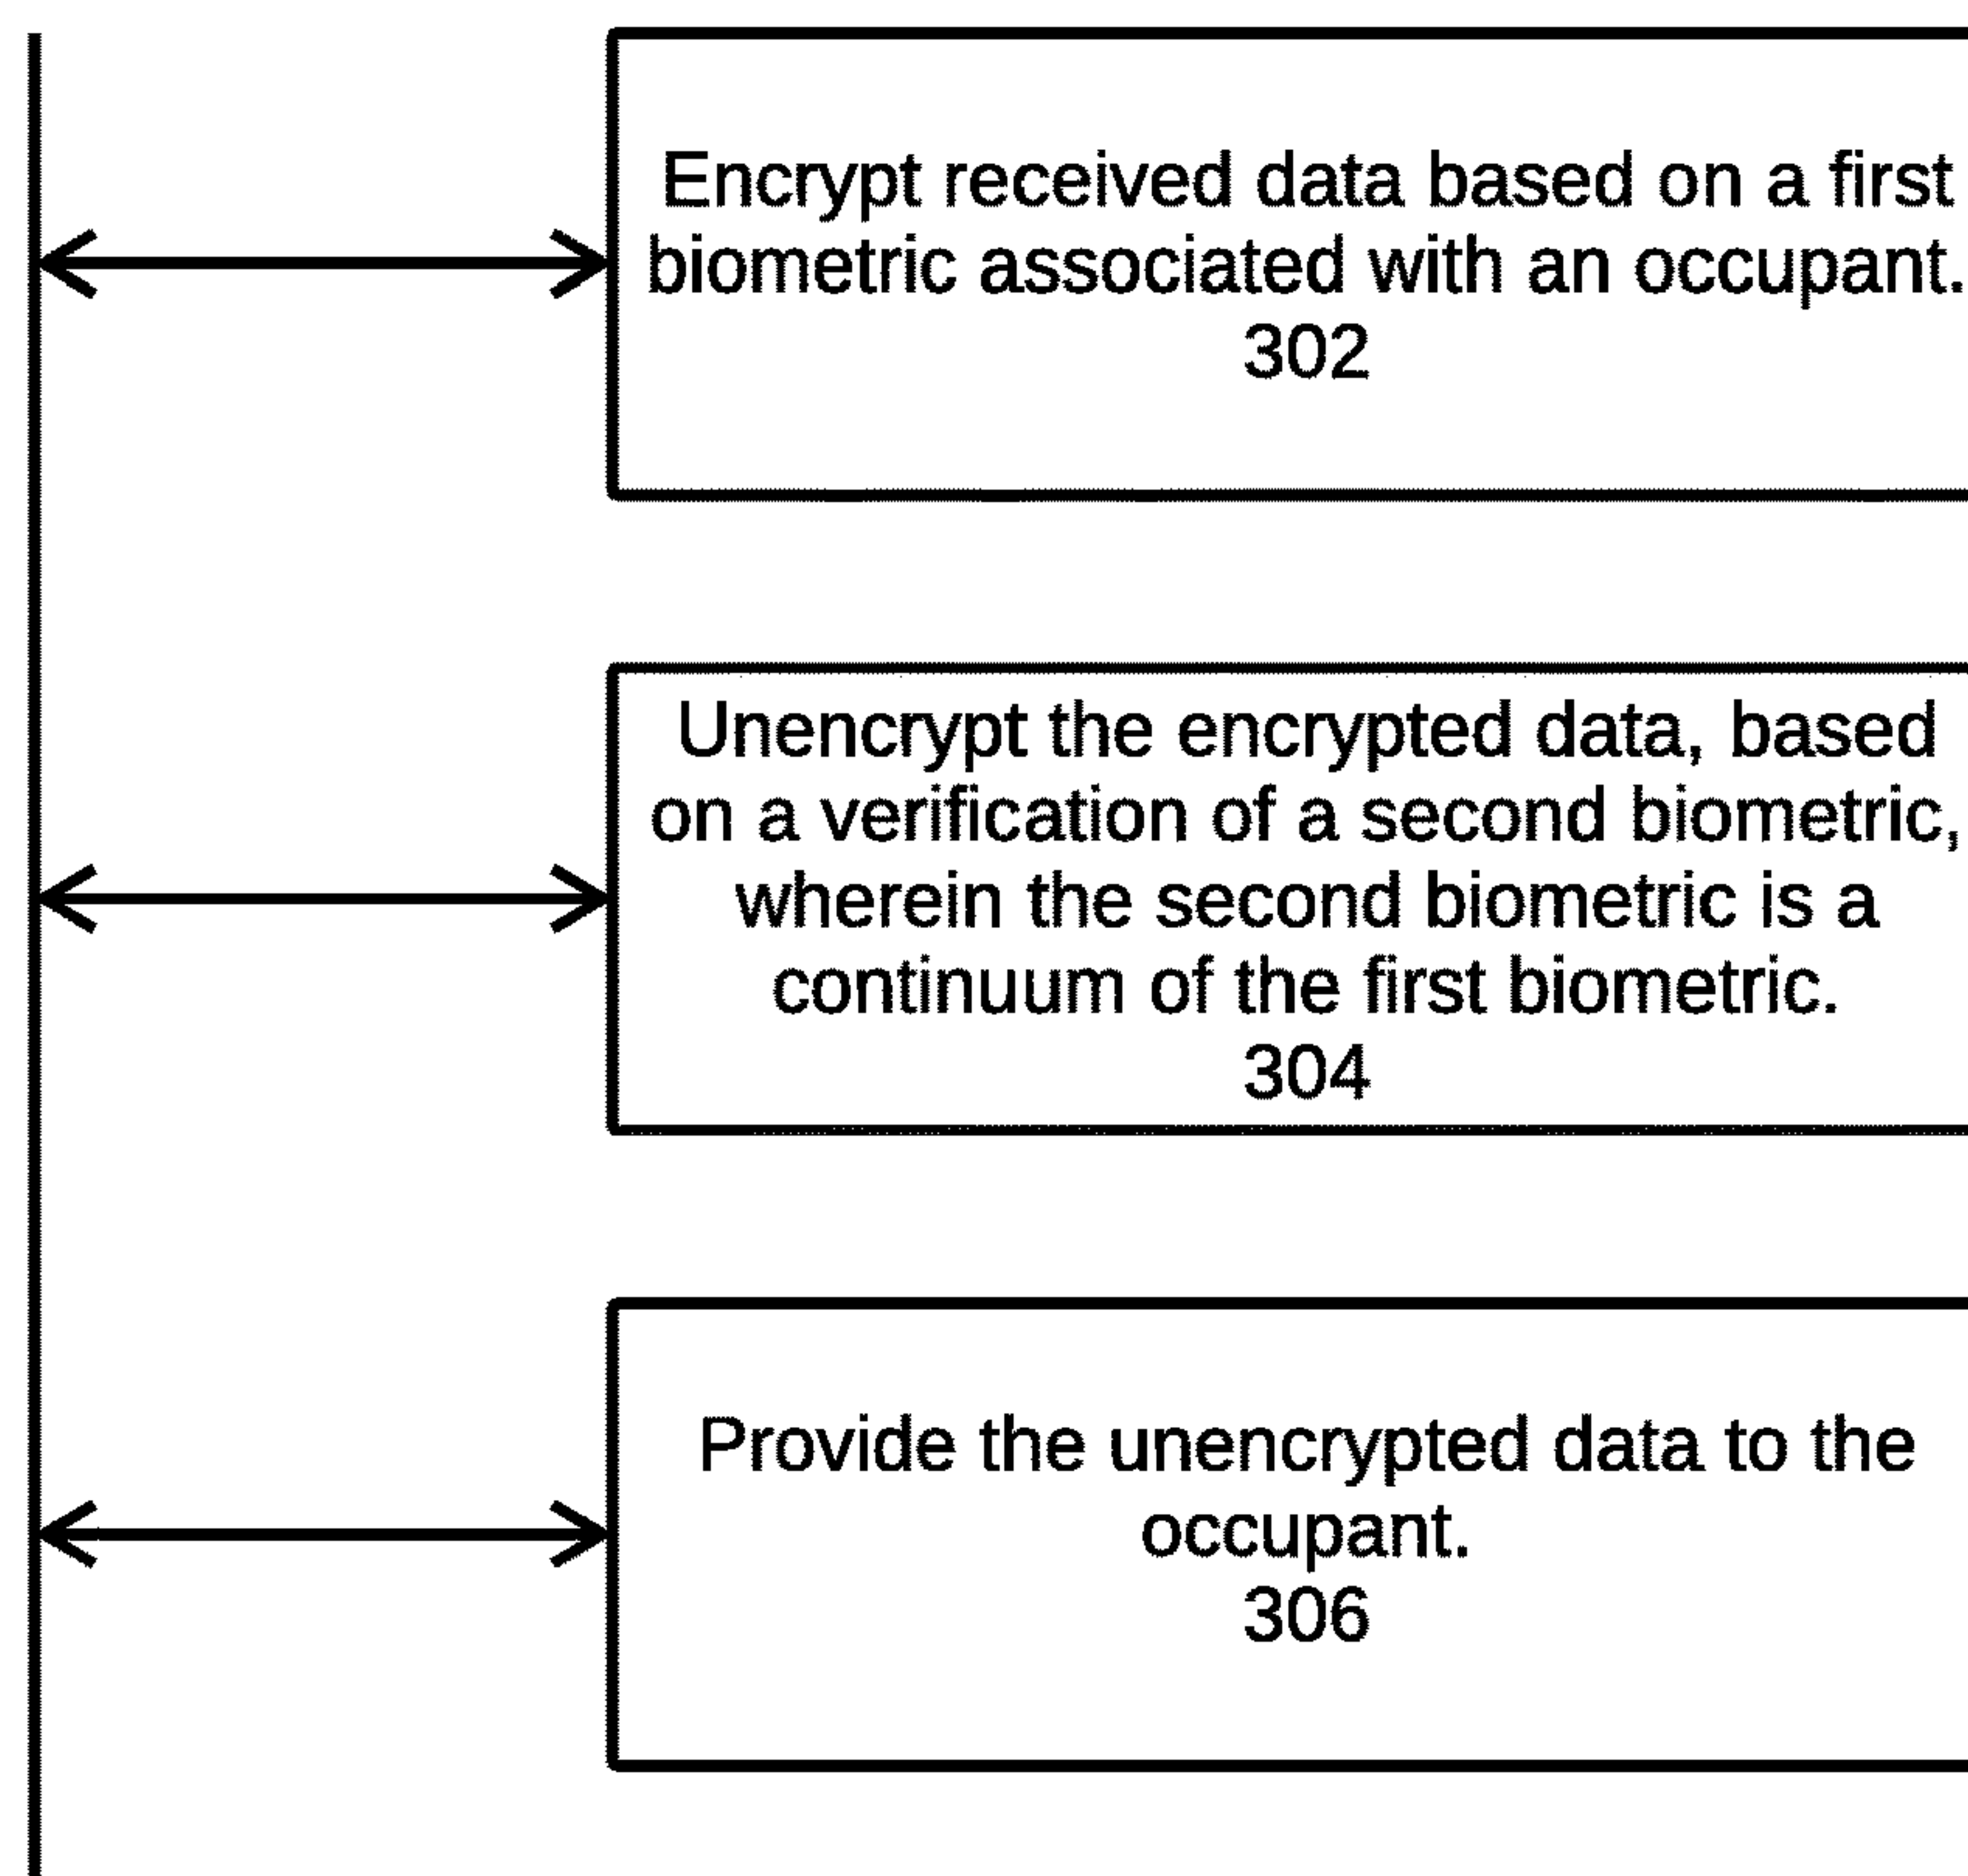 Encrypt received data based on a first
biometric associated with an occupant.
302
Unencrypt the encrypted data, based
on a verification of a second biometric,
wherein the second biometric is a
continuum of the first biometric.
304
Provide the unencrypted data to the
occupant.
306